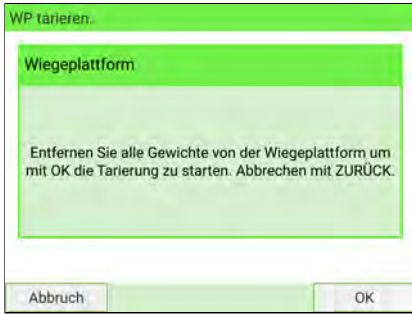 WP tarieren.
Wiegeplattform
Entfernen Sie alle Gewichte von der Wiegeplattform um
mit OK die Tarierung zu starten. Abbrechen mit ZURÜCK.
Abbruch
OK